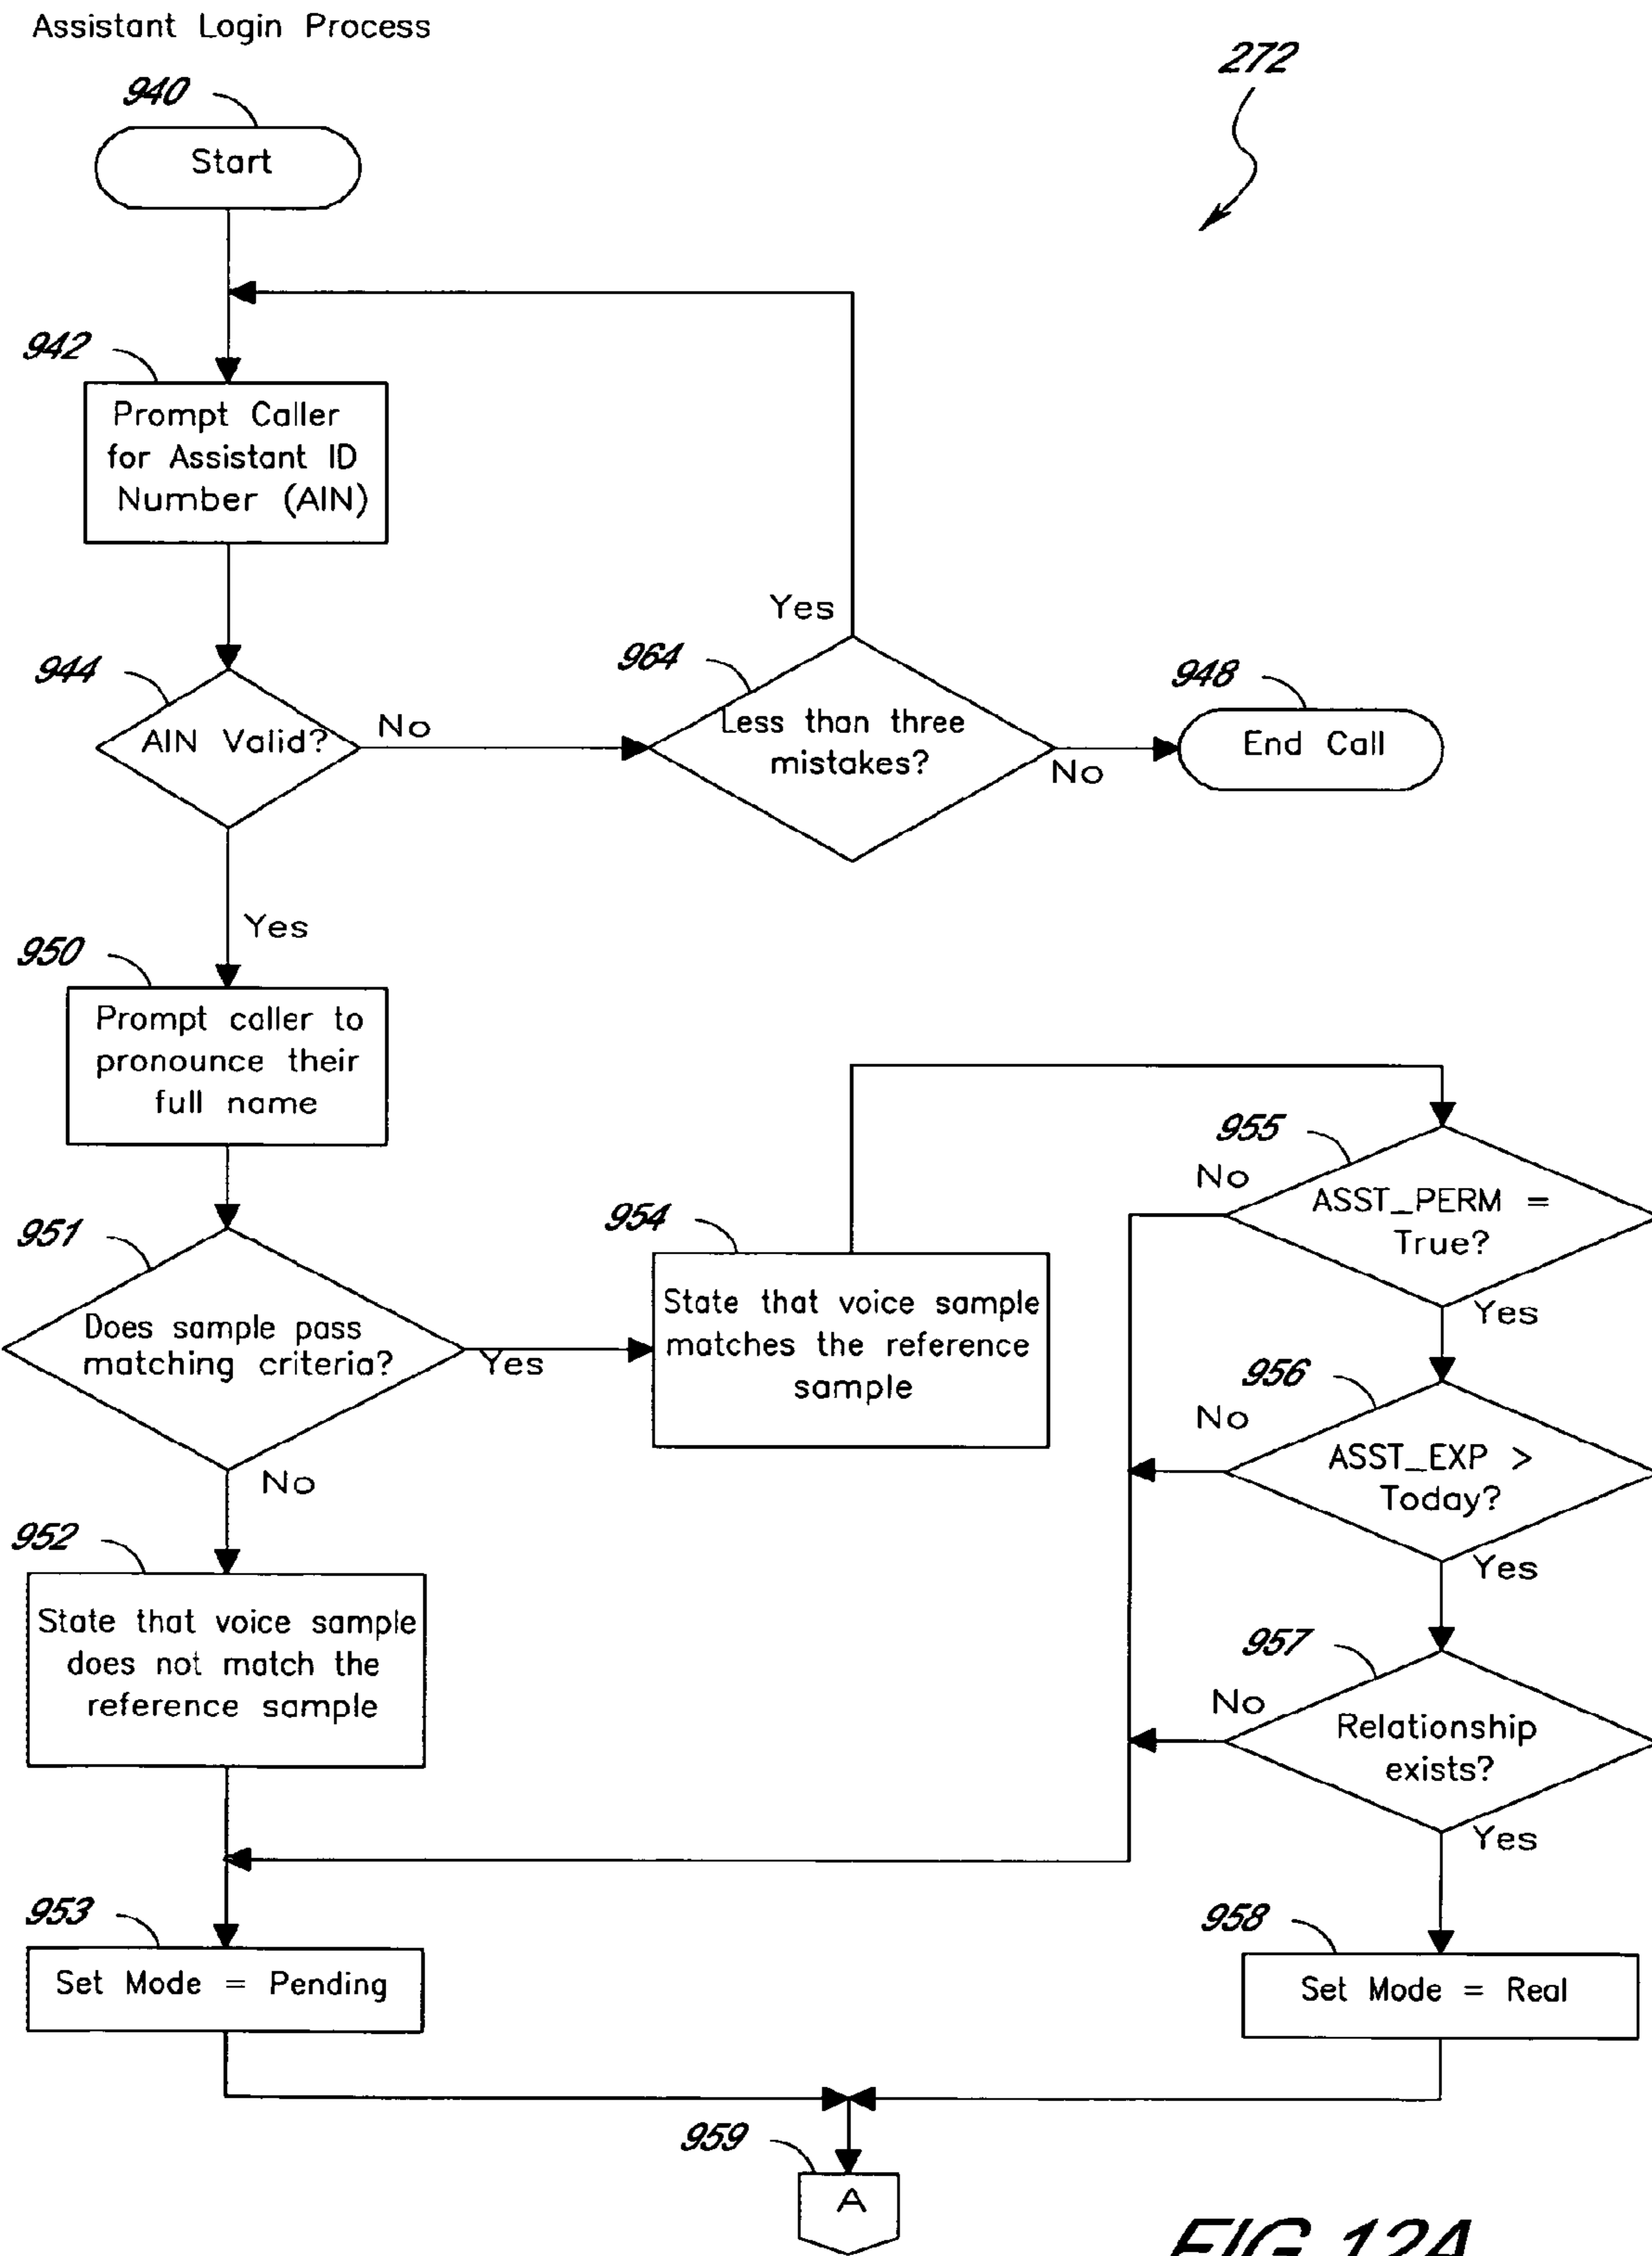 Assistant Login Process
272
940
Start
942
Prompt Caller
for Assistant ID
Number (AIN)
Yes
944
AIN Valid?
No
964
Less than three
mistakes?
No
948
End Call
Yes
950
Prompt caller to
pronounce their
full name
951
Does sample pass
matching criteria?
Yes
No
954
State that voice sample
matches the reference
sample
955
No
ASST_PERM =
True?
Yes
956
No
ASST_EXP >
Today?
Yes
957
No
Relationship
exists?
Yes
952
State that voice sample
does not match the
reference sample
953
Set Mode = Pending
958
Set Mode = Real
959
A
FIG. 12A